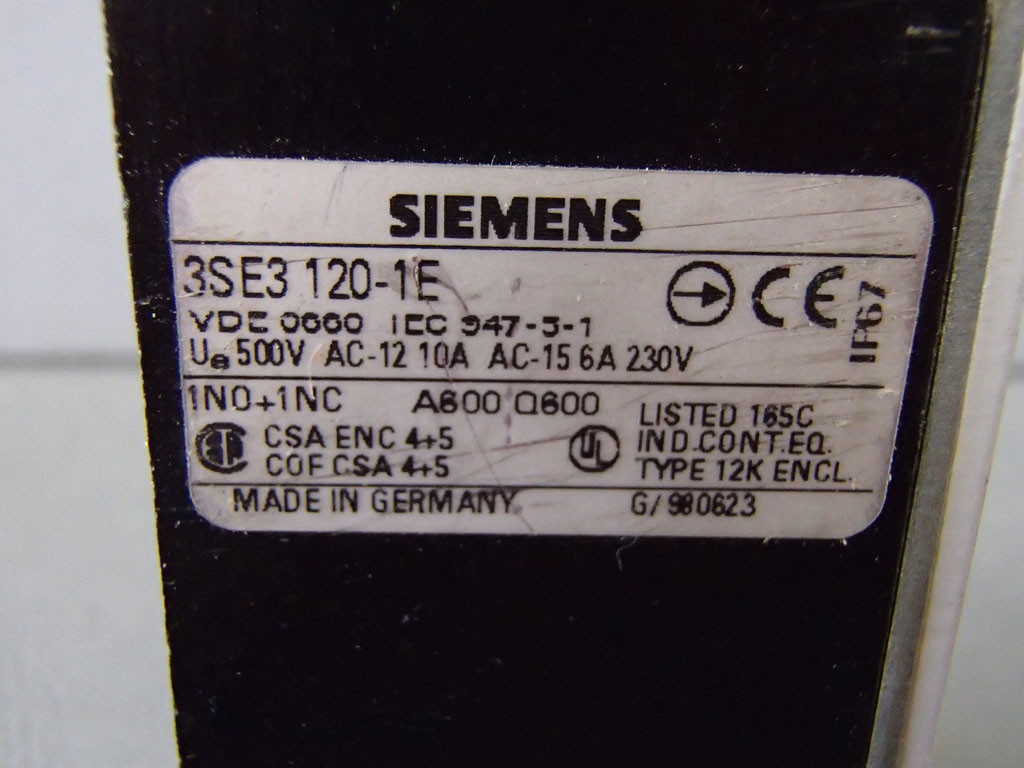 SIEMENS
3SE3 120-1E
VDE 0660 IEC 947-5-1
Ue 500V AC-12 10A AC-15 6A 230V
IP67
CE
1NO+1NC A600 Q600
CSA ENC 4+5
COF CSA 4+5
UL
LISTED 165C
IND.CONT.EQ.
TYPE 12K ENCL.
MADE IN GERMANY
G/ 980623